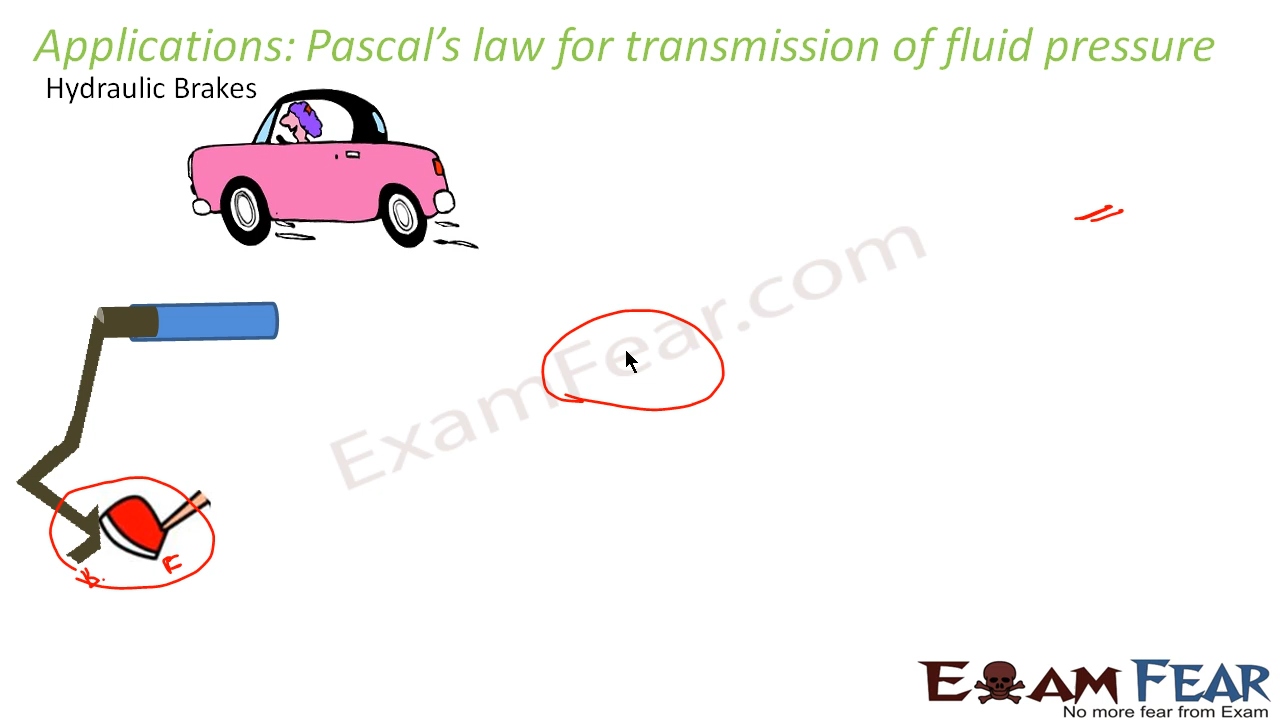 Applications: Pascal's law for transmission of fluid pressure
Hydraulic Brakes
ExamFear.com
F
EXAM FEAR
No more fear from Exam